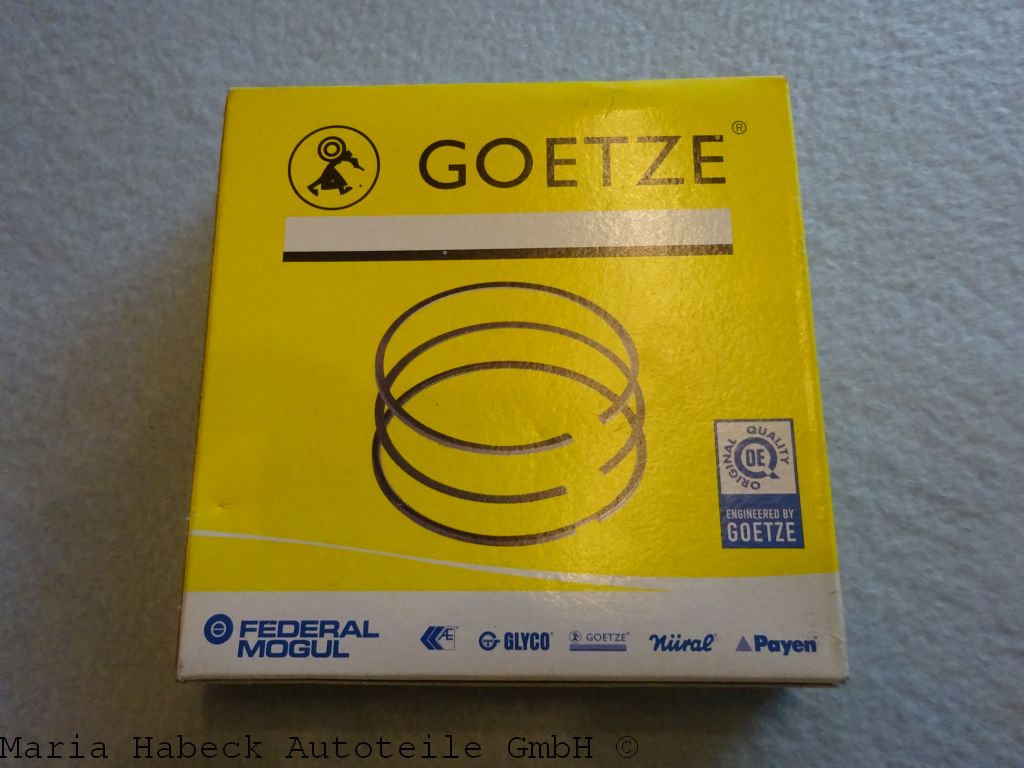 GOETZE®
ORIGINAL QUALITY
OE
ENGINEERED BY
GOETZE
FEDERAL
MOGUL
AE GLYCO® GOETZE® Nüral® Payen®
Maria Habeck Autoteile GmbH ©